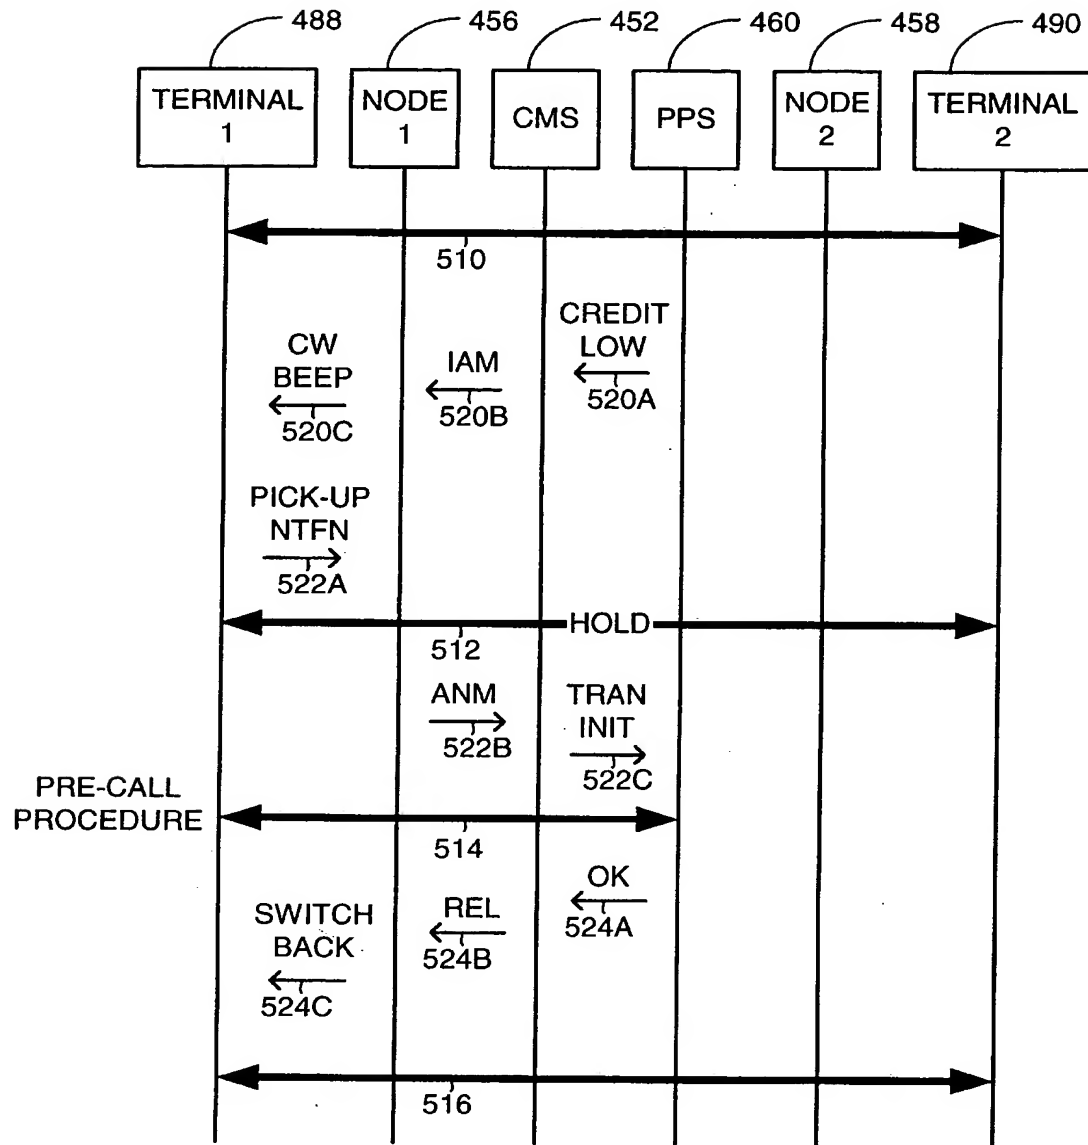 488
456
452
460
458
490
TERMINAL
1
NODE
1
CMS
PPS
NODE
2
TERMINAL
2
510
CREDIT
LOW
520A
IAM
520B
CW
BEEP
520C
PICK-UP
NTFN
522A
HOLD
512
ANM
522B
TRAN
INIT
522C
PRE-CALL
PROCEDURE
514
OK
524A
REL
524B
SWITCH
BACK
524C
516